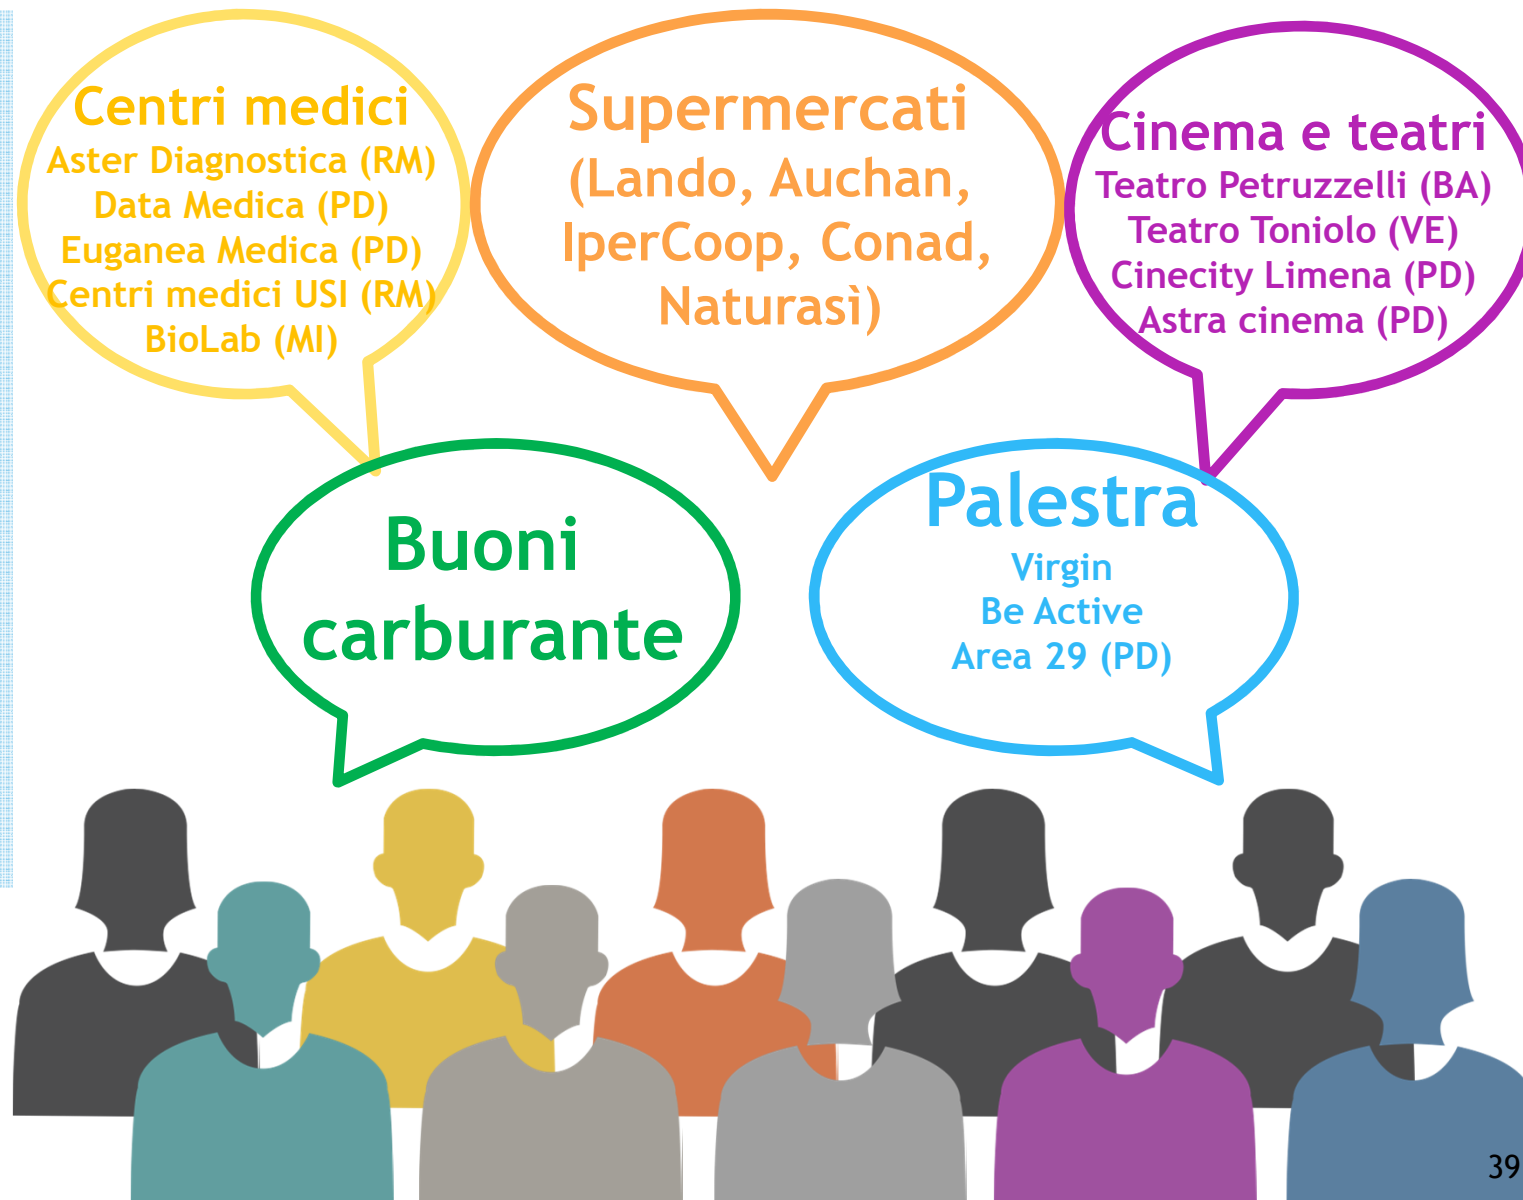 Centri medici
Aster Diagnostica (RM)
Data Medica (PD)
Euganea Medica (PD)
Centri medici USI (RM)
BioLab (MI)
Supermercati
(Lando, Auchan,
IperCoop, Conad,
Naturasì)
Cinema e teatri
Teatro Petruzzelli (BA)
Teatro Toniolo (VE)
Cinecity Limena (PD)
Astra cinema (PD)
Buoni
carburante
Palestra
Virgin
Be Active
Area 29 (PD)
39